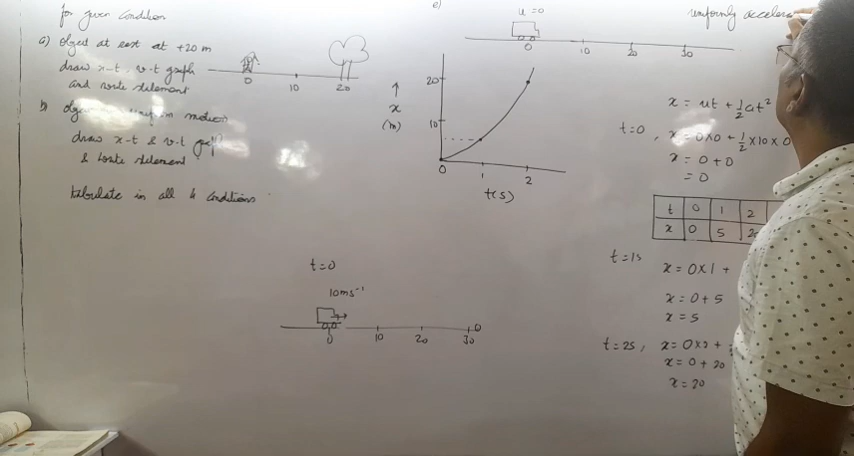 for given condition
a) object at rest at +20 m
draw x-t, v-t graph
and write statement
0 10 20
b)
draw x-t & v-t
& write statement
tabulate in all 4 conditions
u = 0
0 10 20 30
↑
x
(m)
20
10
0 1 2
t(s)
t=0
10ms⁻¹
0 10 20 30
uniformly
x = ut + ½at²
t=0, x = 0×0 + ½×10×0
x = 0+0
= 0
t 0 1 2
x 0 5
t=1s
x = 0×1 +
x = 0+5
x = 5
t=2s, x = 0×2 +
x = 0+20
x = 20